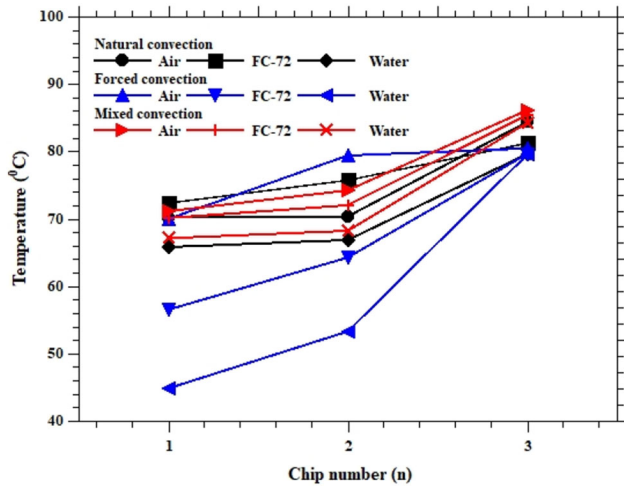 100
Natural convection
Air FC-72 Water
Forced convection
Air FC-72 Water
Mixed convection
Air FC-72 Water
90
80
70
60
50
40
Temperature (⁰C)
1 2 3
Chip number (n)